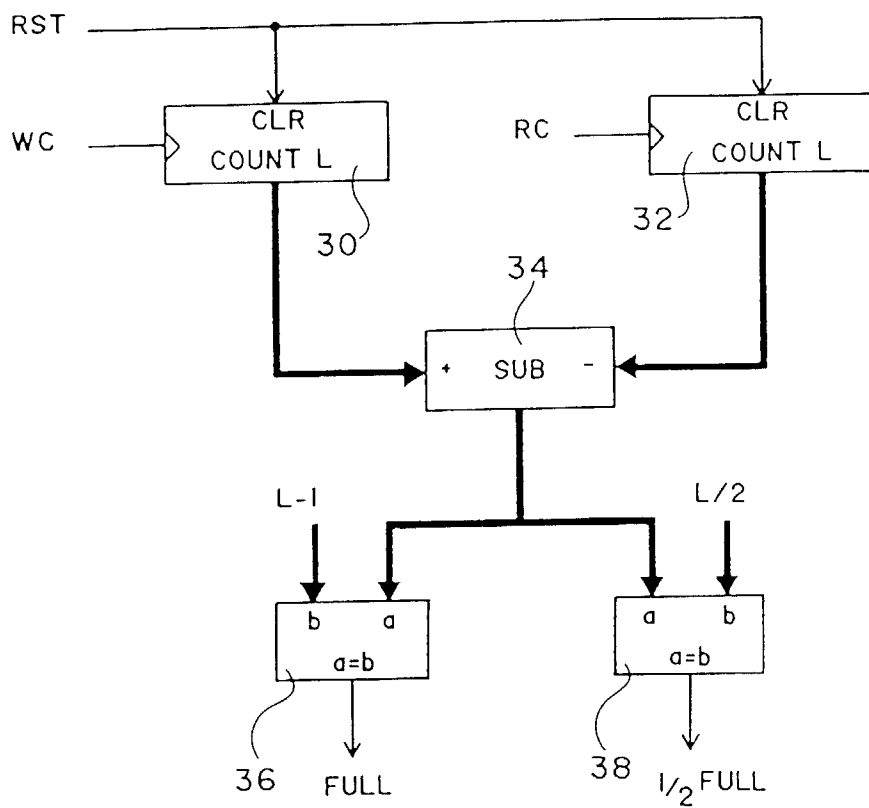 RST
WC
CLR
COUNT L
30
RC
CLR
COUNT L
32
34
+ SUB -
L-1
L/2
b a
a=b
36
FULL
a b
a=b
38
1/2 FULL